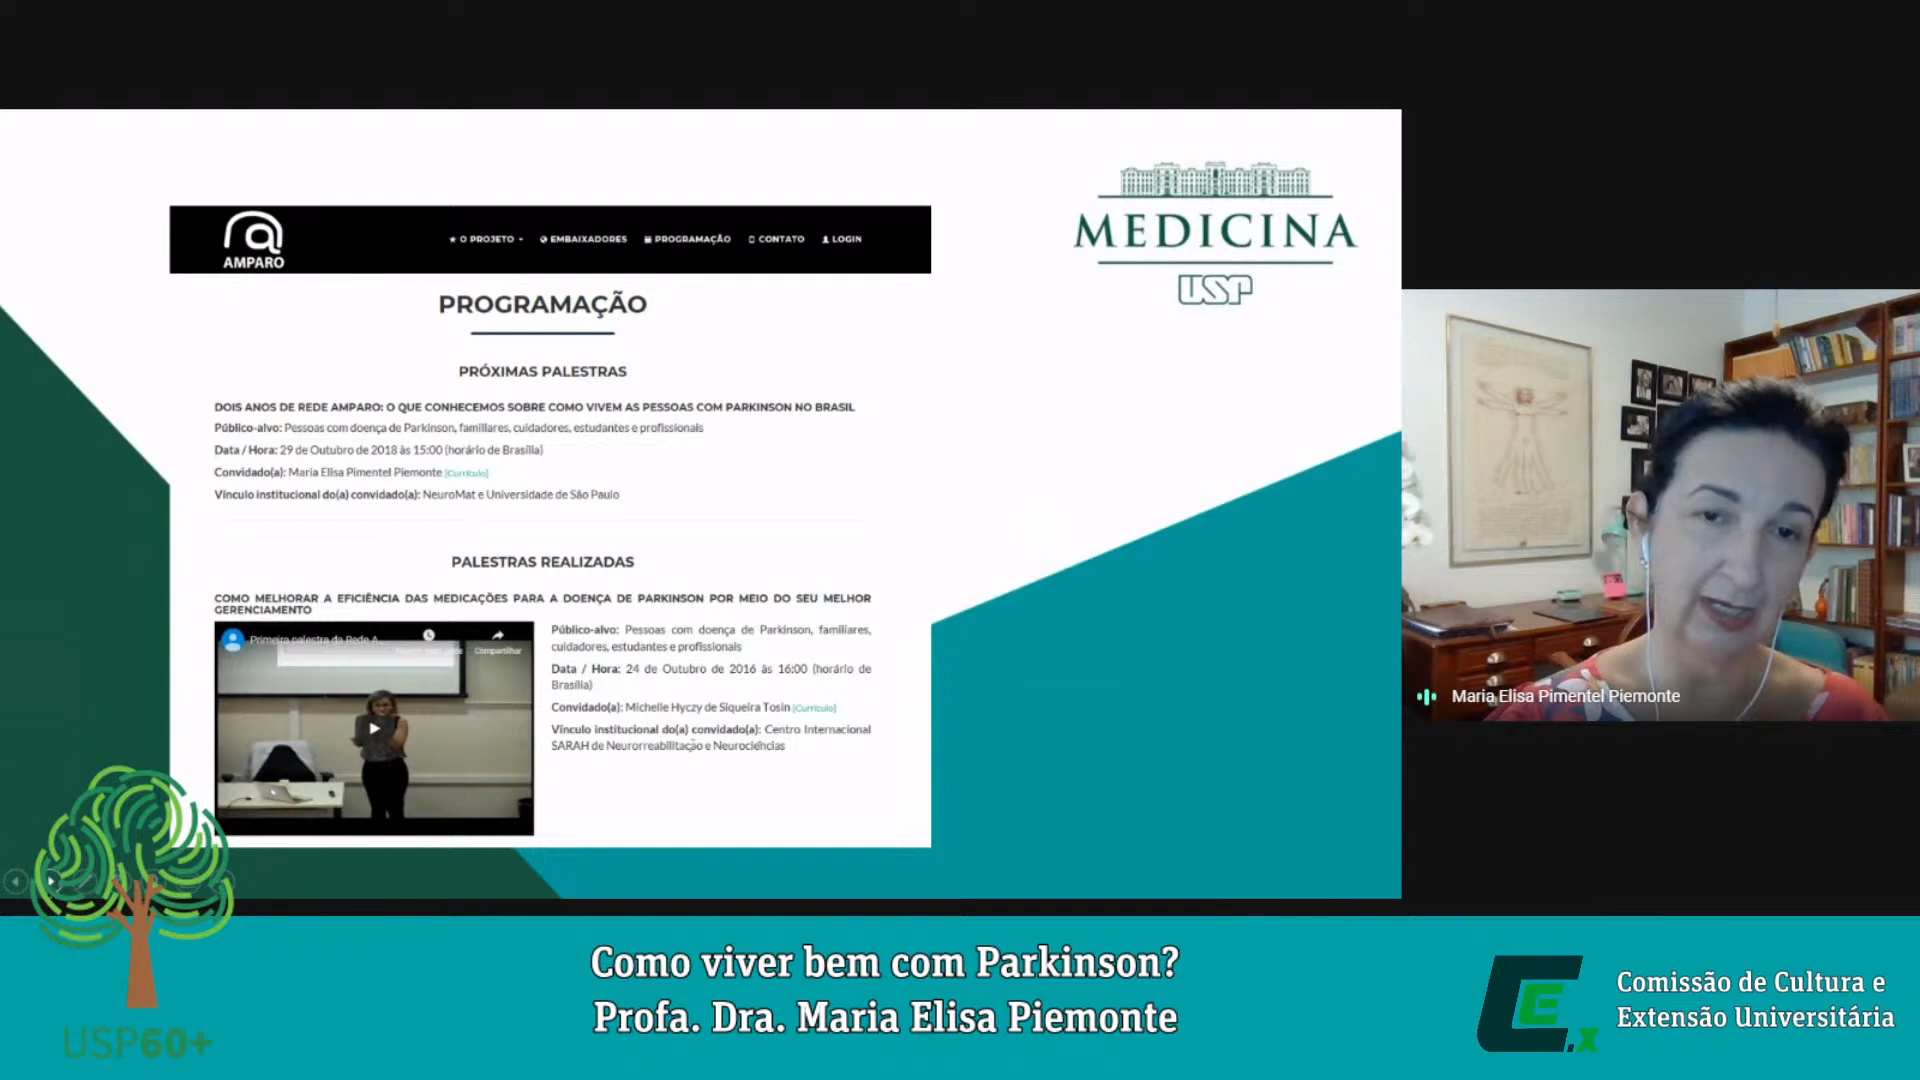 AMPARO
O PROJETO
EMBAIXADORES
PROGRAMAÇÃO
CONTATO
LOGIN
PROGRAMAÇÃO
PRÓXIMAS PALESTRAS
DOIS ANOS DE REDE AMPARO: O QUE CONHECEMOS SOBRE COMO VIVEM AS PESSOAS COM PARKINSON NO BRASIL
Público-alvo: Pessoas com doença de Parkinson, familiares, cuidadores, estudantes e profissionais
Data / Hora: 29 de Outubro de 2018 às 15:00 (horário de Brasília)
Convidado(a): Maria Elisa Pimentel Piemonte [Currículo]
Vínculo institucional do(a) convidado(a): NeuroMat e Universidade de São Paulo
PALESTRAS REALIZADAS
COMO MELHORAR A EFICIÊNCIA DAS MEDICAÇÕES PARA A DOENÇA DE PARKINSON POR MEIO DO SEU MELHOR
GERENCIAMENTO
Primeira palestra da Rede A...
Compartilhar
Público-alvo: Pessoas com doença de Parkinson, familiares,
cuidadores, estudantes e profissionais
Data / Hora: 24 de Outubro de 2016 às 16:00 (horário de
Brasília)
Convidado(a): Michelle Hyczy de Siqueira Tosin [Currículo]
Vínculo institucional do(a) convidado(a): Centro Internacional
SARAH de Neurorreabilitação e Neurociências
MEDICINA
USP
Maria Elisa Pimentel Piemonte
USP60+
Como viver bem com Parkinson?
Profa. Dra. Maria Elisa Piemonte
CEx
Comissão de Cultura e
Extensão Universitária